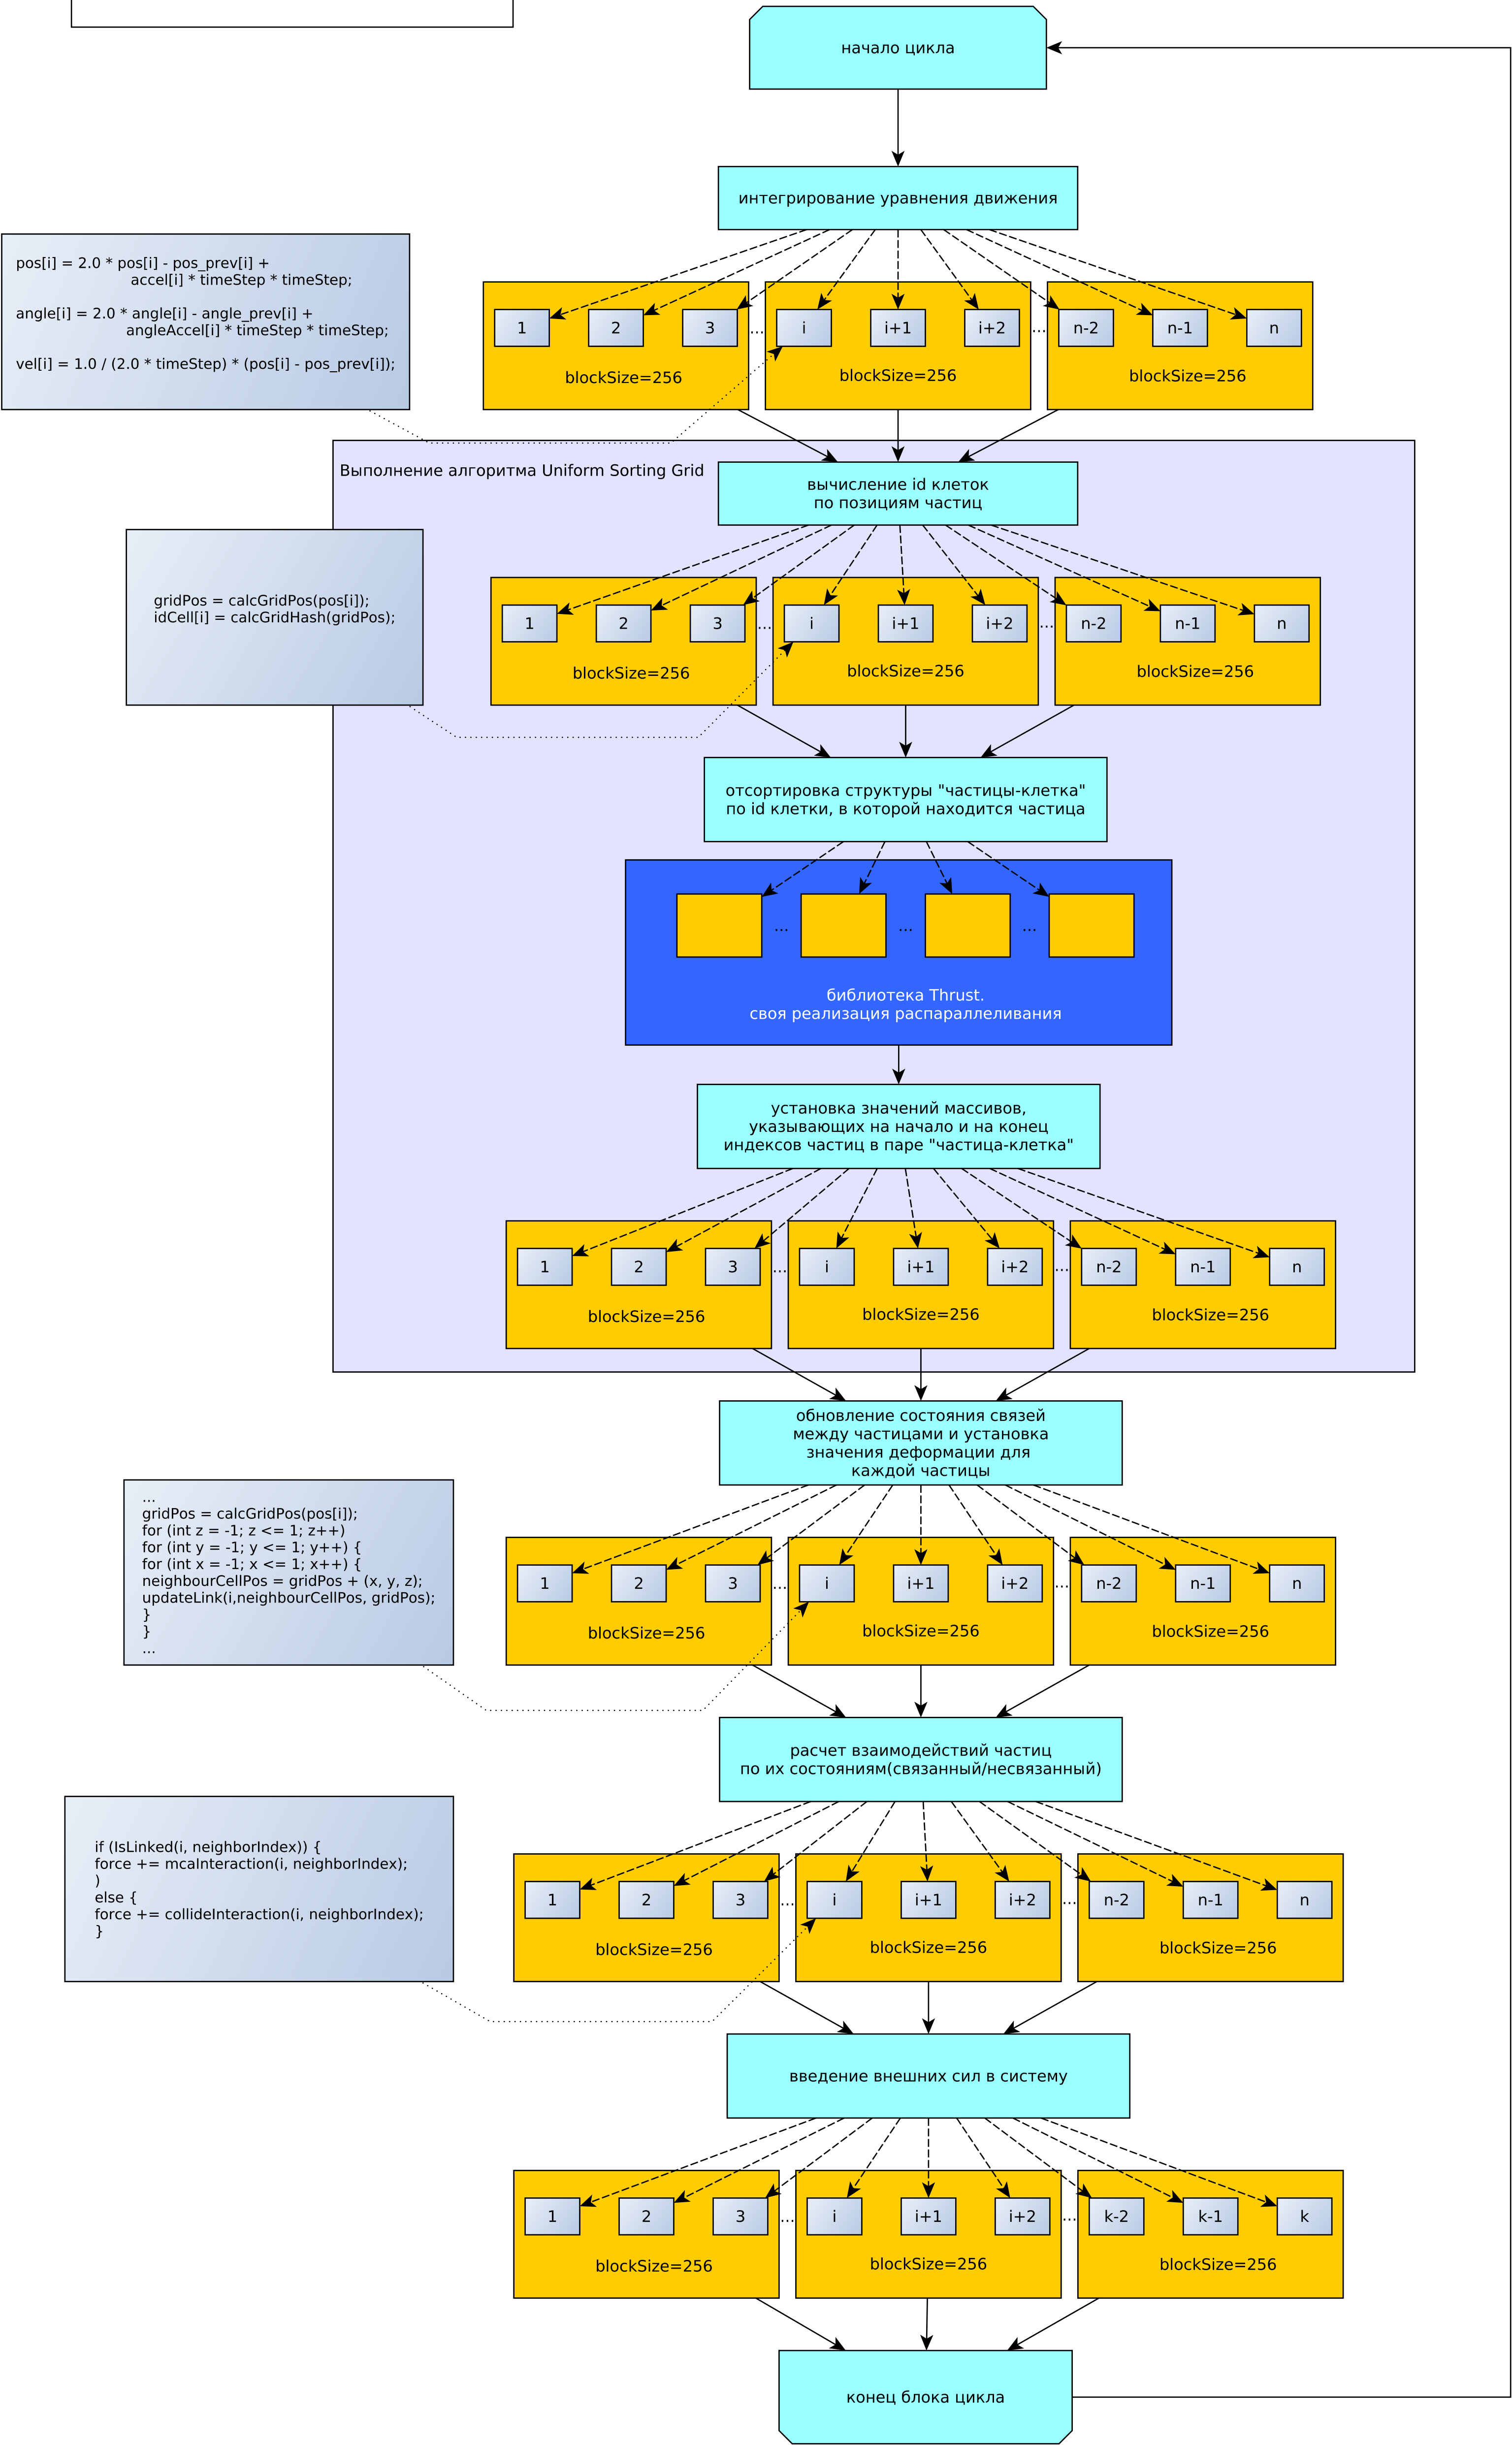 начало цикла
интегрирование уравнения движения
pos[i] = 2.0 * pos[i] - pos_prev[i] +
accel[i] * timeStep * timeStep;
angle[i] = 2.0 * angle[i] - angle_prev[i] +
angleAccel[i] * timeStep * timeStep;
vel[i] = 1.0 / (2.0 * timeStep) * (pos[i] - pos_prev[i]);
1 2 3 ... i i+1 i+2 ... n-2 n-1 n
blockSize=256 blockSize=256 blockSize=256
Выполнение алгоритма Uniform Sorting Grid
вычисление id клеток
по позициям частиц
gridPos = calcGridPos(pos[i]);
idCell[i] = calcGridHash(gridPos);
1 2 3 ... i i+1 i+2 ... n-2 n-1 n
blockSize=256 blockSize=256 blockSize=256
отсортировка структуры "частицы-клетка"
по id клетки, в которой находится частица
... ... ...
библиотека Thrust.
своя реализация распараллеливания
установка значений массивов,
указывающих на начало и на конец
индексов частиц в паре "частица-клетка"
1 2 3 ... i i+1 i+2 ... n-2 n-1 n
blockSize=256 blockSize=256 blockSize=256
обновление состояния связей
между частицами и установка
значения деформации для
каждой частицы
...
gridPos = calcGridPos(pos[i]);
for (int z = -1; z <= 1; z++)
for (int y = -1; y <= 1; y++) {
for (int x = -1; x <= 1; x++) {
neighbourCellPos = gridPos + (x, y, z);
updateLink(i,neighbourCellPos, gridPos);
}
}
...
1 2 3 ... i i+1 i+2 ... n-2 n-1 n
blockSize=256 blockSize=256 blockSize=256
расчет взаимодействий частиц
по их состояниям(связанный/несвязанный)
if (IsLinked(i, neighborIndex)) {
force += mcaInteraction(i, neighborIndex);
)
else {
force += collideInteraction(i, neighborIndex);
}
1 2 3 ... i i+1 i+2 ... n-2 n-1 n
blockSize=256 blockSize=256 blockSize=256
введение внешних сил в систему
1 2 3 ... i i+1 i+2 ... k-2 k-1 k
blockSize=256 blockSize=256 blockSize=256
конец блока цикла